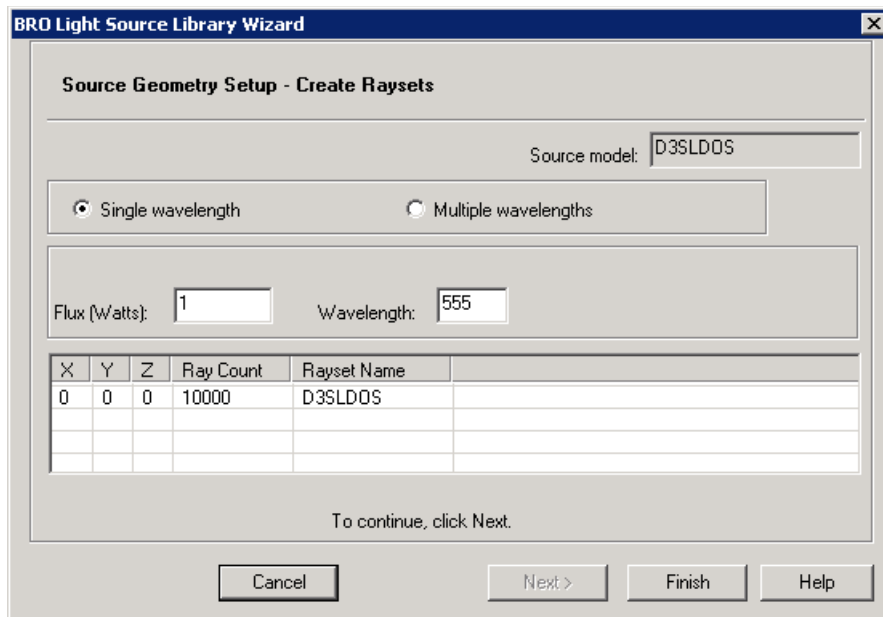 BRO Light Source Library Wizard
Source Geometry Setup - Create Raysets
Source model: D3SLDOS
Single wavelength Multiple wavelengths
Flux (Watts): 1 Wavelength: 555
X Y Z Ray Count Rayset Name
0 0 0 10000 D3SLDOS
To continue, click Next.
Cancel Next > Finish Help